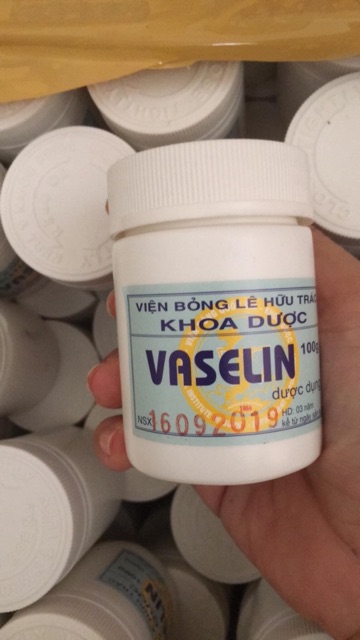 VIỆN BỎNG LÊ HỮU TRÁC
KHOA DƯỢC
VASELIN 100g
dược dụng
NSX 16092019 HD: 03 năm
kể từ ngày